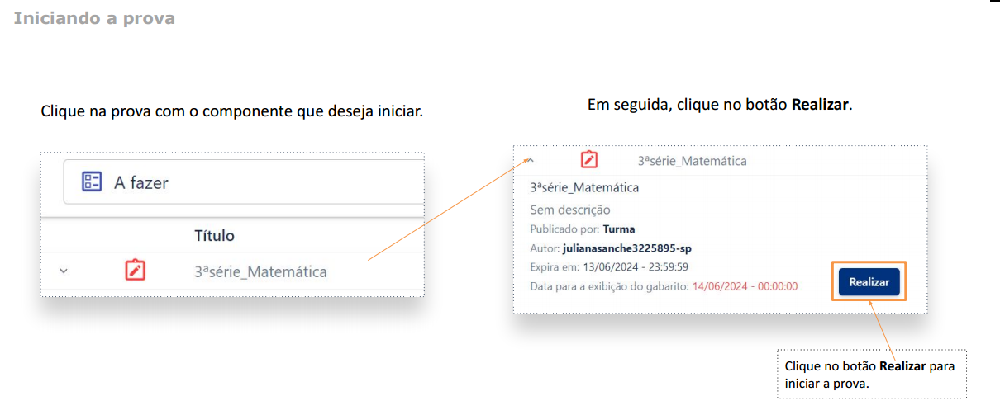 Iniciando a prova
Clique na prova com o componente que deseja iniciar.
A fazer
Título
3ªsérie_Matemática
Em seguida, clique no botão Realizar.
3ªsérie_Matemática
3ªsérie_Matemática
Sem descrição
Publicado por: Turma
Autor: julianasanche3225895-sp
Expira em: 13/06/2024 - 23:59:59
Data para a exibição do gabarito: 14/06/2024 - 00:00:00
Realizar
Clique no botão Realizar para
iniciar a prova.